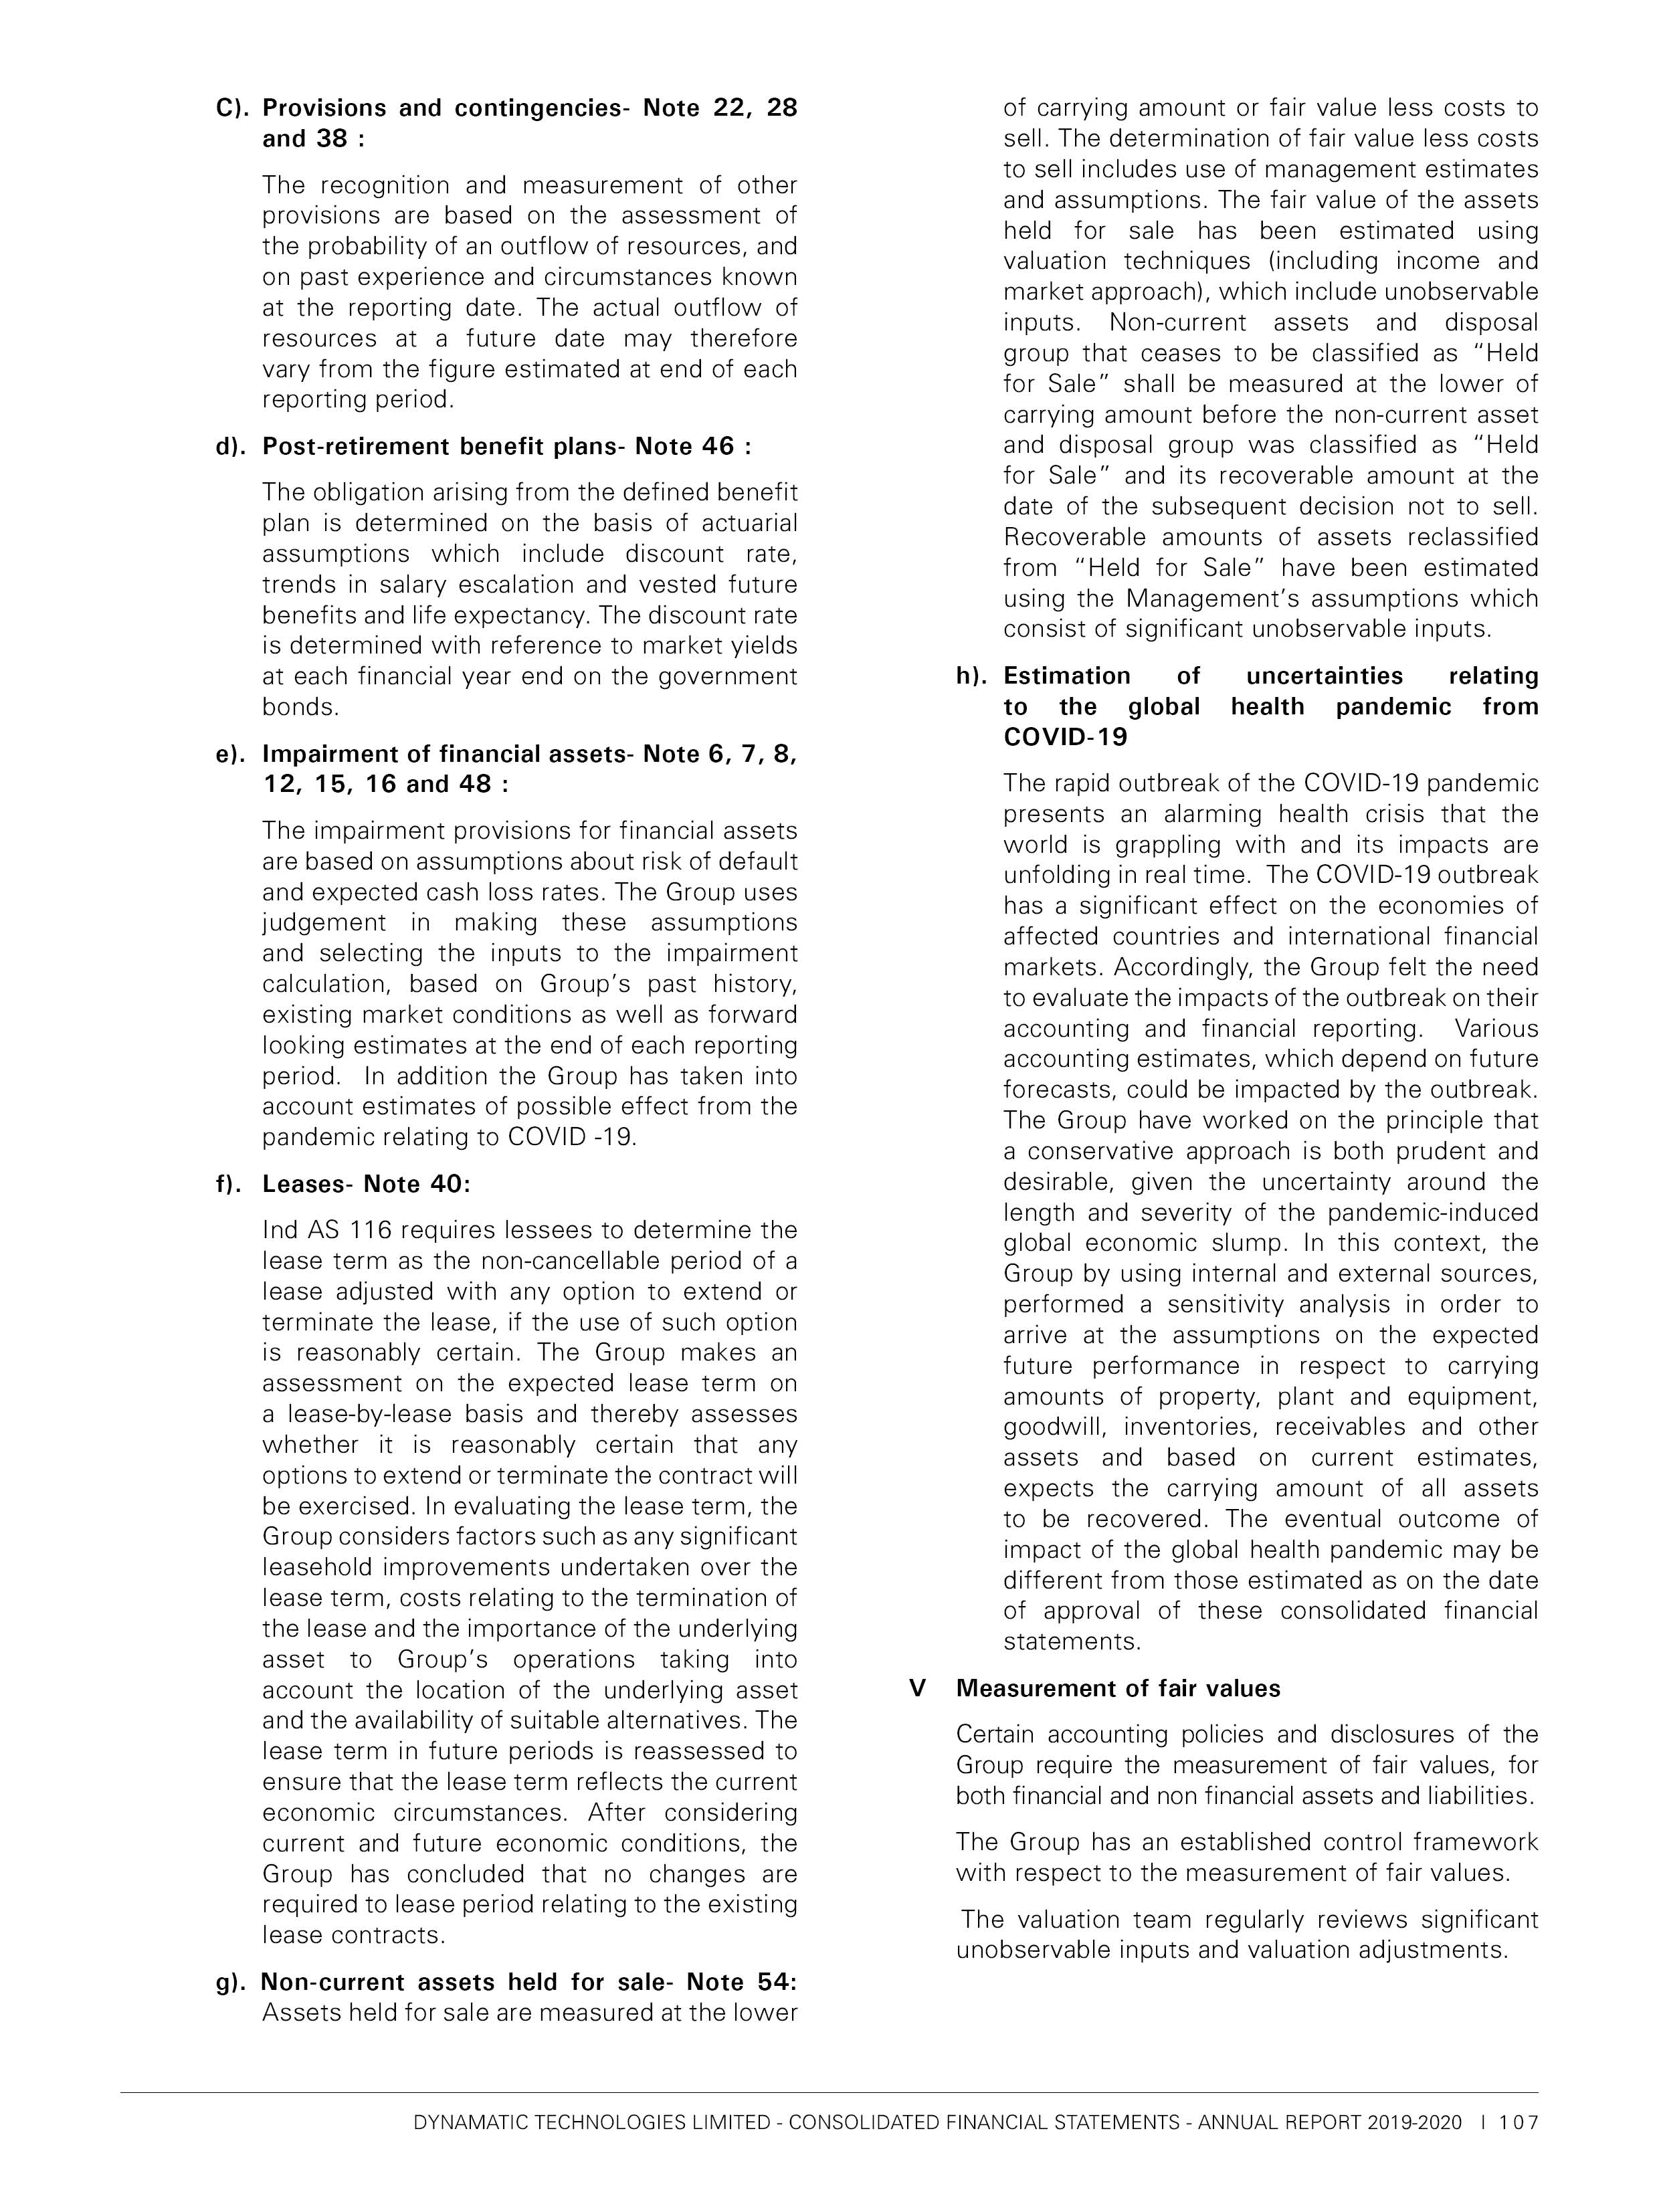 C). Provisions and contingencies- Note 22, 28
and 38 :
The recognition and measurement of other
provisions are based on the assessment of
the probability of an outflow of resources, and
on past experience and circumstances known
at the reporting date. The actual outflow of
resources at a future date may therefore
vary from the figure estimated at end of each
reporting period.
d). Post-retirement benefit plans- Note 46 :
The obligation arising from the defined benefit
plan is determined on the basis of actuarial
assumptions which include discount rate,
trends in salary escalation and vested future
benefits and life expectancy. The discount rate
is determined with reference to market yields
at each financial year end on the government
bonds.
e). Impairment of financial assets- Note 6, 7, 8,
12, 15, 16 and 48 :
The impairment provisions for financial assets
are based on assumptions about risk of default
and expected cash loss rates. The Group uses
judgement in making these assumptions
and selecting the inputs to the impairment
calculation, based on Group's past history,
existing market conditions as well as forward
looking estimates at the end of each reporting
period. In addition the Group has taken into
account estimates of possible effect from the
pandemic relating to COVID -19.
f). Leases- Note 40:
Ind AS 116 requires lessees to determine the
lease term as the non-cancellable period of a
lease adjusted with any option to extend or
terminate the lease, if the use of such option
is reasonably certain. The Group makes an
assessment on the expected lease term on
a lease-by-lease basis and thereby assesses
whether it is reasonably certain that any
options to extend or terminate the contract will
be exercised. In evaluating the lease term, the
Group considers factors such as any significant
leasehold improvements undertaken over the
lease term, costs relating to the termination of
the lease and the importance of the underlying
asset to Group's operations taking into
account the location of the underlying asset
and the availability of suitable alternatives. The
lease term in future periods is reassessed to
ensure that the lease term reflects the current
economic circumstances. After considering
current and future economic conditions, the
Group has concluded that no changes are
required to lease period relating to the existing
lease contracts.
g). Non-current assets held for sale- Note 54:
Assets held for sale are measured at the lower
of carrying amount or fair value less costs to
sell. The determination of fair value less costs
to sell includes use of management estimates
and assumptions. The fair value of the assets
held for sale has been estimated using
valuation techniques (including income and
market approach), which include unobservable
inputs. Non-current assets and disposal
group that ceases to be classified as “Held
for Sale” shall be measured at the lower of
carrying amount before the non-current asset
and disposal group was classified as “Held
for Sale” and its recoverable amount at the
date of the subsequent decision not to sell.
Recoverable amounts of assets reclassified
from “Held for Sale” have been estimated
using the Management's assumptions which
consist of significant unobservable inputs.
h). Estimation of uncertainties relating
to the global health pandemic from
COVID-19
The rapid outbreak of the COVID-19 pandemic
presents an alarming health crisis that the
world is grappling with and its impacts are
unfolding in real time. The COVID-19 outbreak
has a significant effect on the economies of
affected countries and international financial
markets. Accordingly, the Group felt the need
to evaluate the impacts of the outbreak on their
accounting and financial reporting. Various
accounting estimates, which depend on future
forecasts, could be impacted by the outbreak.
The Group have worked on the principle that
a conservative approach is both prudent and
desirable, given the uncertainty around the
length and severity of the pandemic-induced
global economic slump. In this context, the
Group by using internal and external sources,
performed a sensitivity analysis in order to
arrive at the assumptions on the expected
future performance in respect to carrying
amounts of property, plant and equipment,
goodwill, inventories, receivables and other
assets and based on current estimates,
expects the carrying amount of all assets
to be recovered. The eventual outcome of
impact of the global health pandemic may be
different from those estimated as on the date
of approval of these consolidated financial
statements.
V Measurement of fair values
Certain accounting policies and disclosures of the
Group require the measurement of fair values, for
both financial and non financial assets and liabilities.
The Group has an established control framework
with respect to the measurement of fair values.
The valuation team regularly reviews significant
unobservable inputs and valuation adjustments.
DYNAMATIC TECHNOLOGIES LIMITED - CONSOLIDATED FINANCIAL STATEMENTS - ANNUAL REPORT 2019-2020 | 107